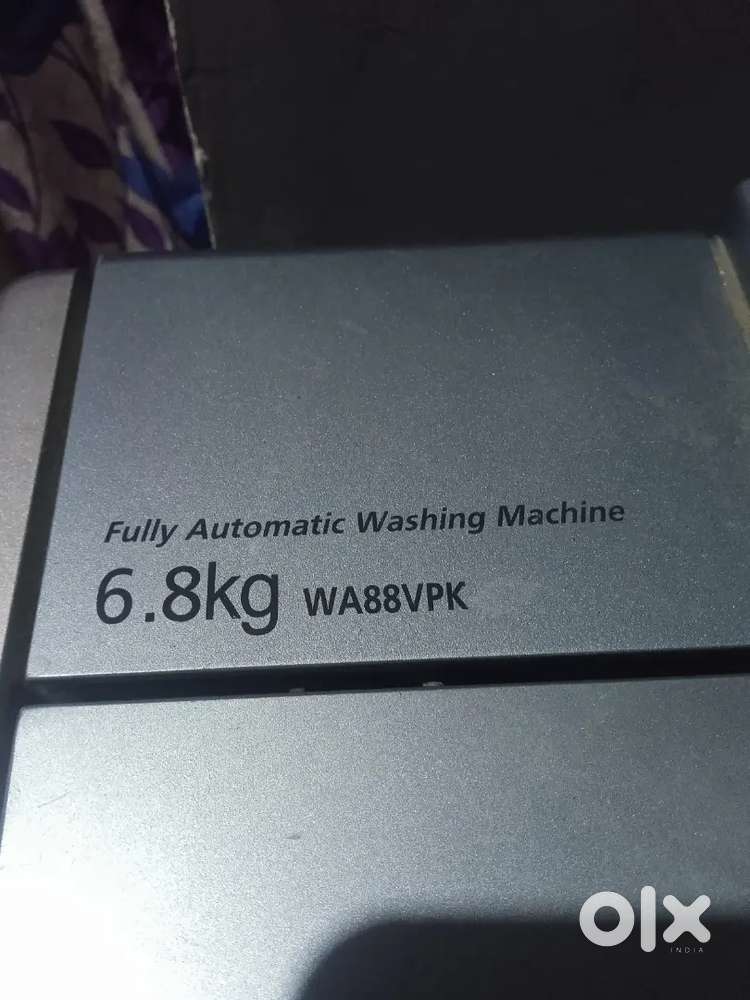 Fully Automatic Washing Machine
6.8kg WA88VPK
olx
INDIA